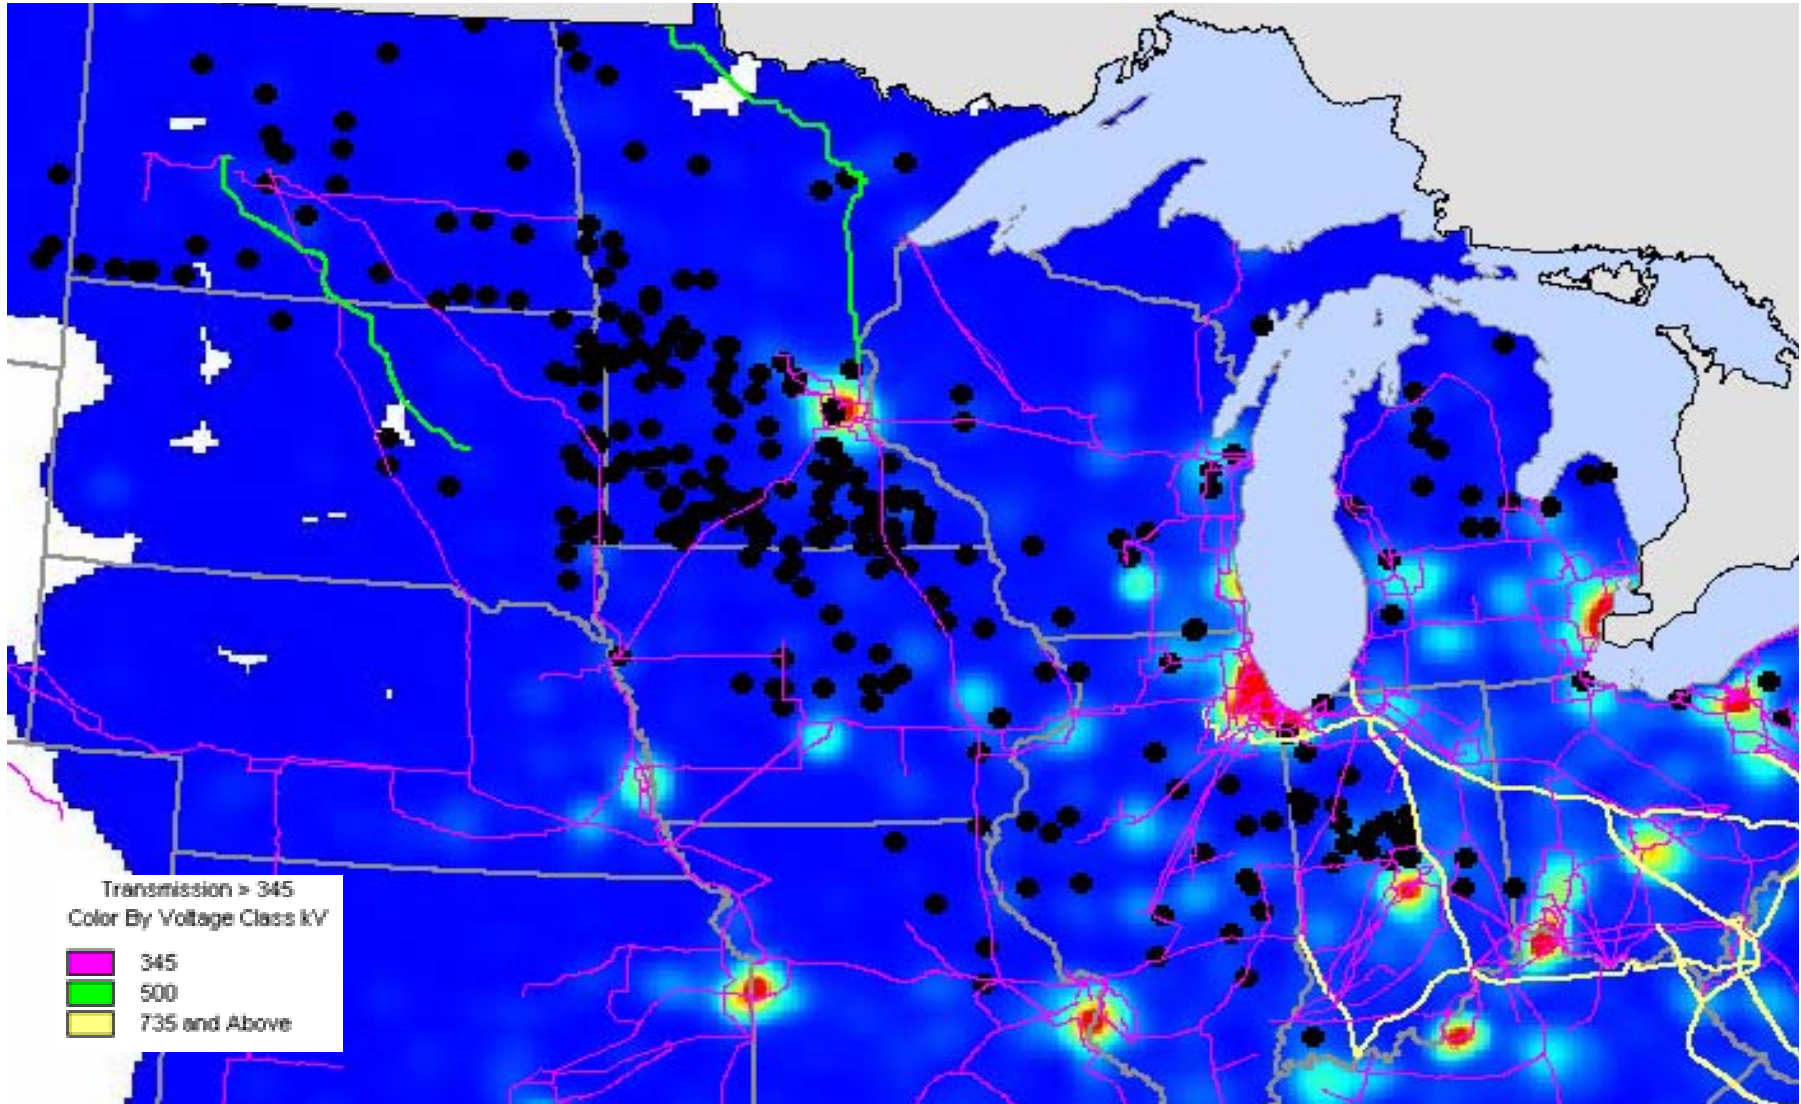 Transmission > 345
Color By Voltage Class kV
345
500
735 and Above